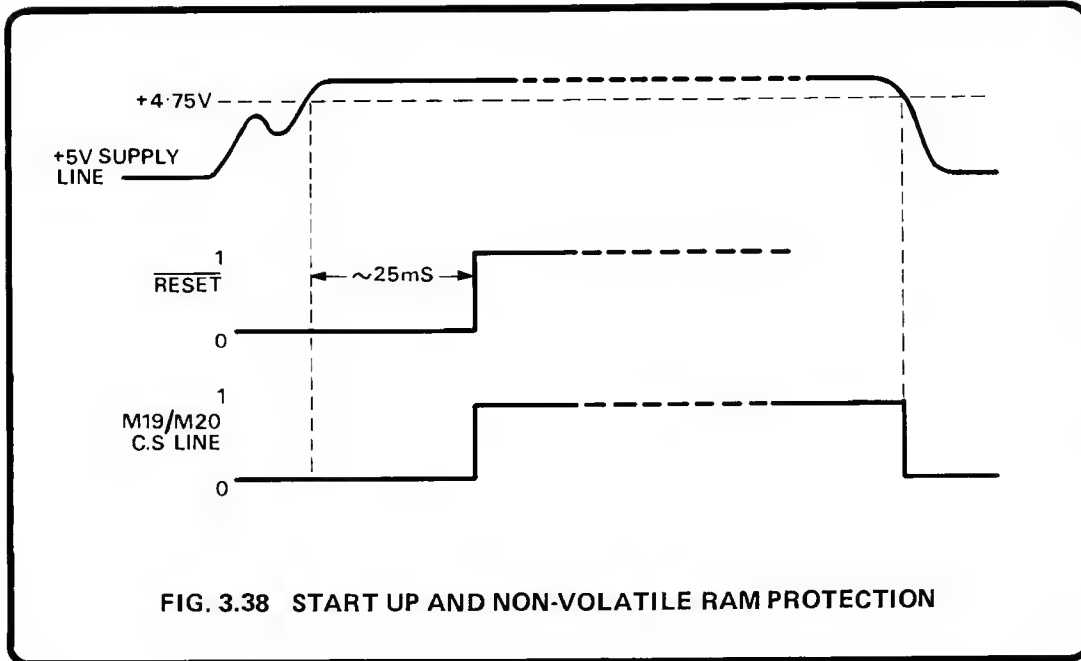 +4·75V
+5V SUPPLY
LINE
1
RESET
~25mS
0
1
M19/M20
C.S LINE
0
FIG. 3.38 START UP AND NON-VOLATILE RAM PROTECTION